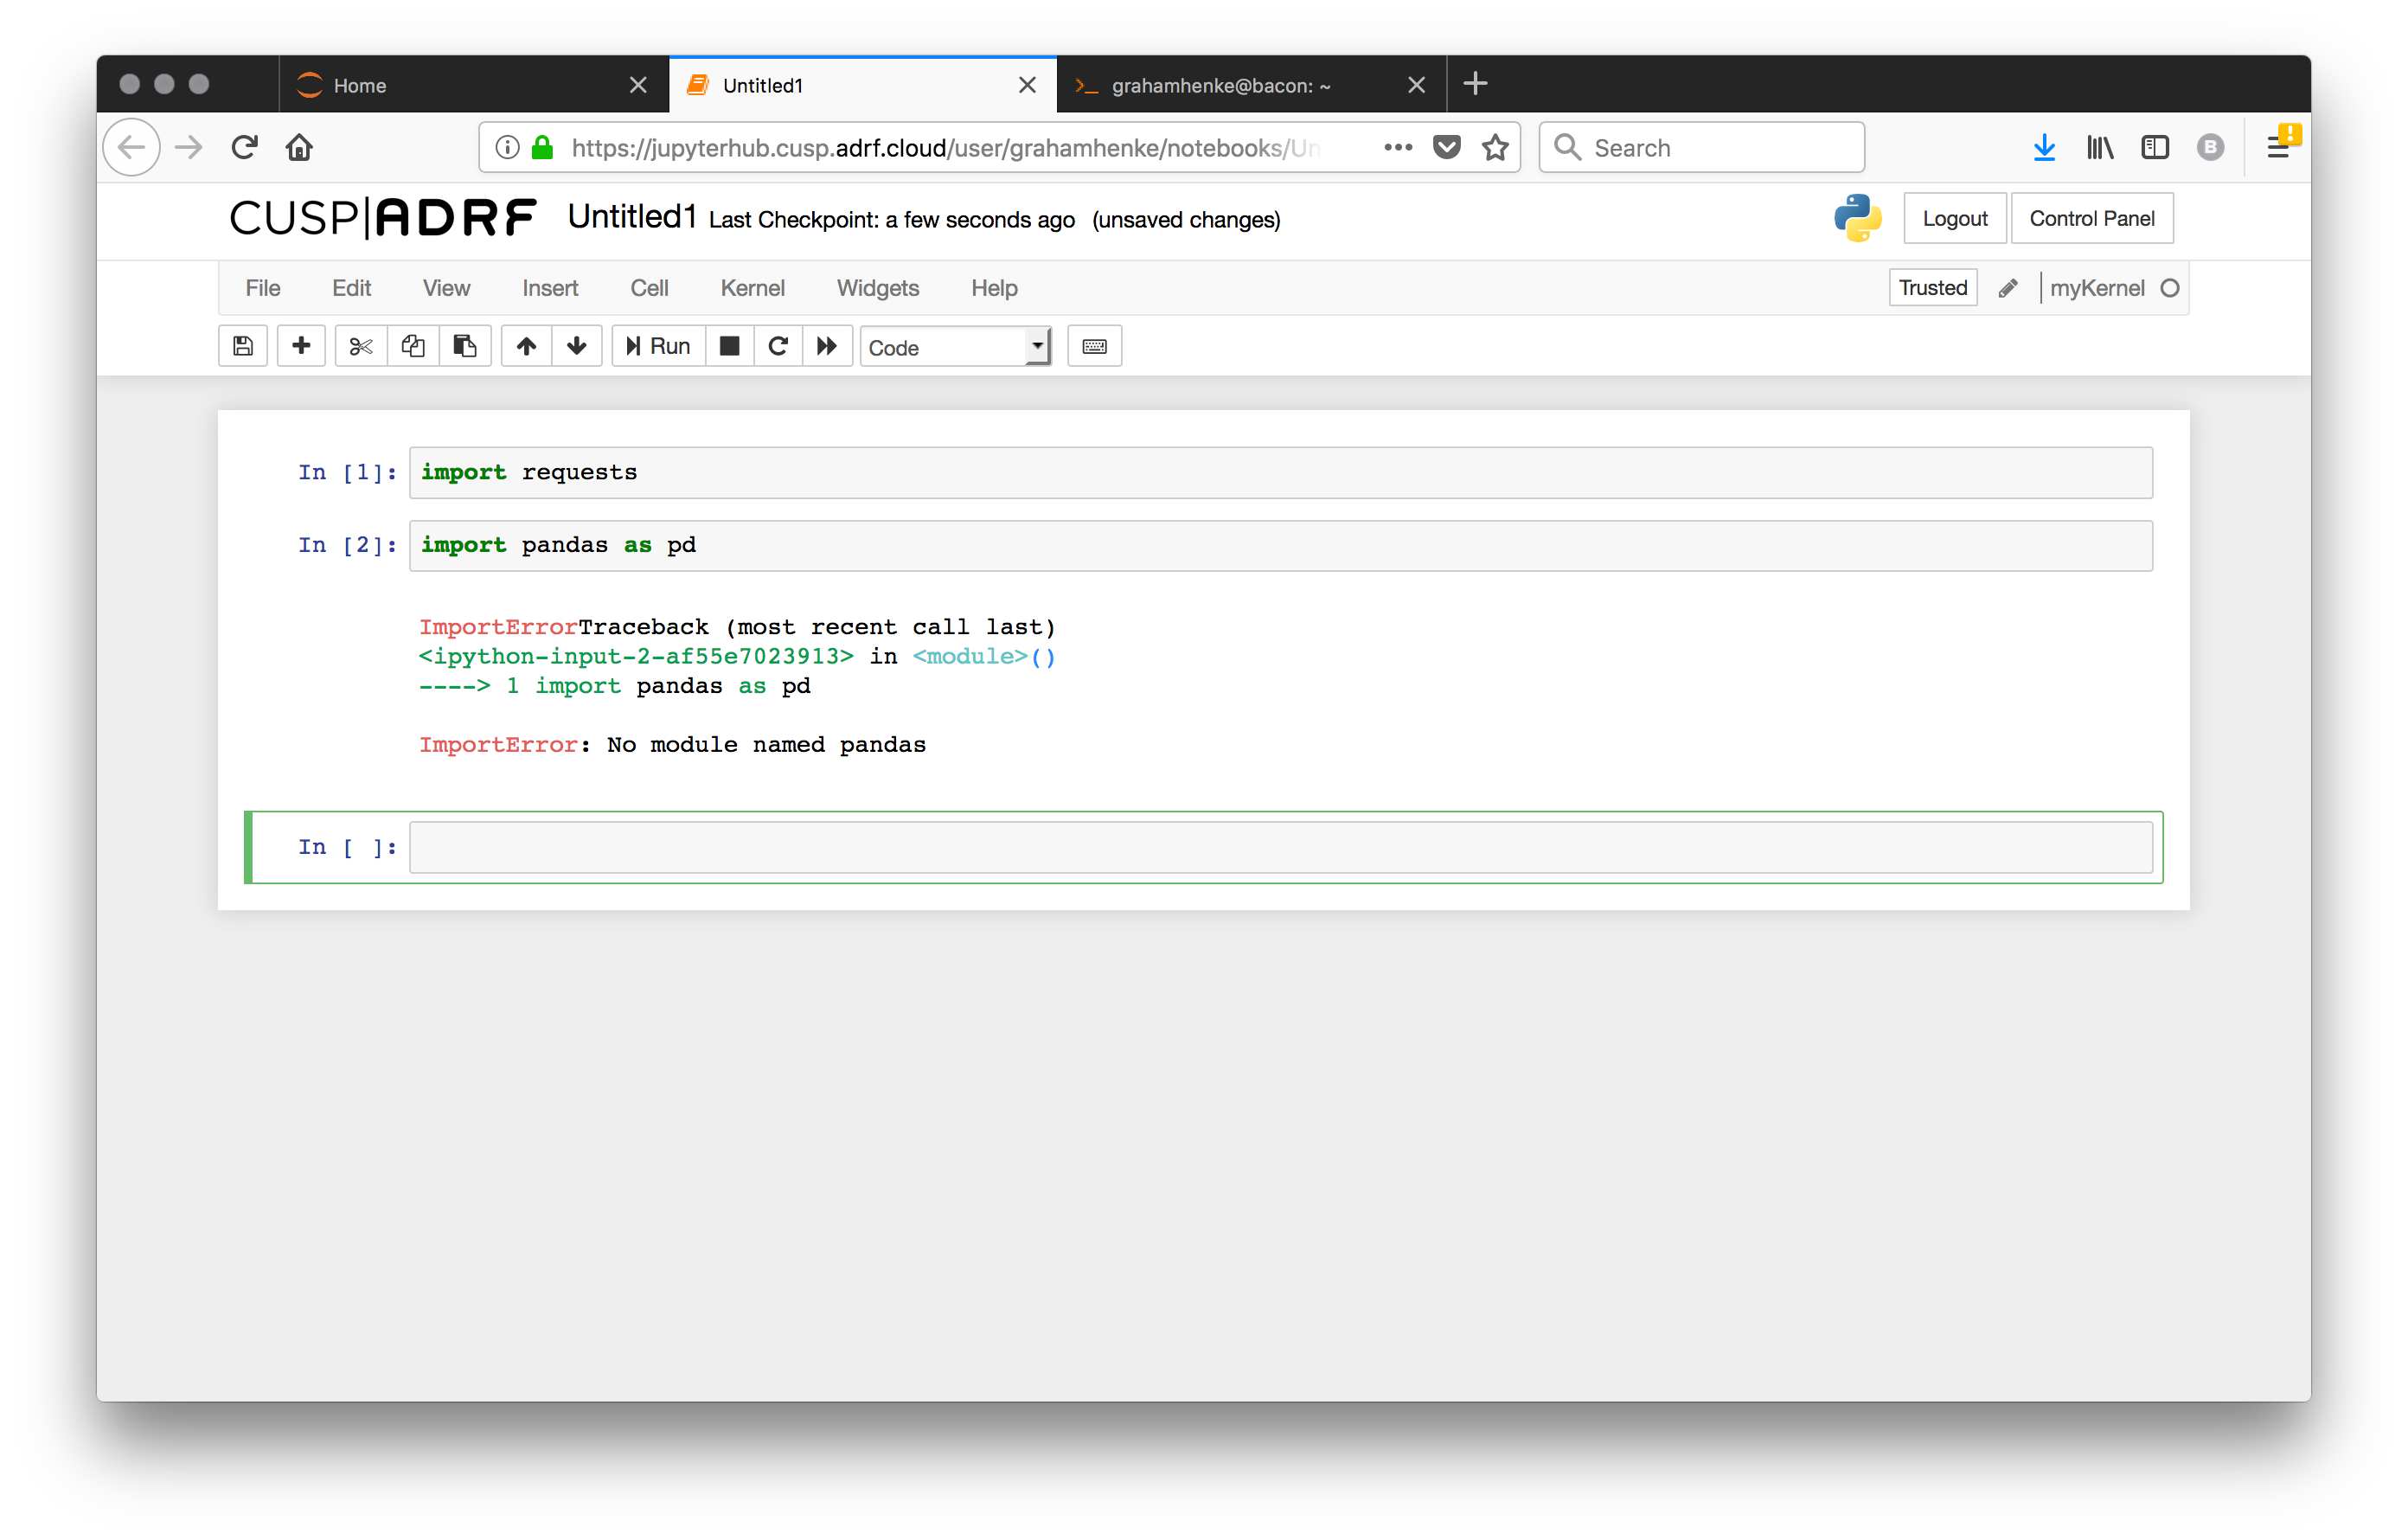 Home
Untitled1
grahamhenke@bacon: ~
https://jupyterhub.cusp.adrf.cloud/user/grahamhenke/notebooks/Un
Search
B
CUSP|ADRF Untitled1 Last Checkpoint: a few seconds ago (unsaved changes)
Logout
Control Panel
File Edit View Insert Cell Kernel Widgets Help
Trusted
myKernel
Run
Code
In [1]: import requests
In [2]: import pandas as pd
ImportErrorTraceback (most recent call last)
<ipython-input-2-af55e7023913> in <module>()
----> 1 import pandas as pd
ImportError: No module named pandas
In [ ]: